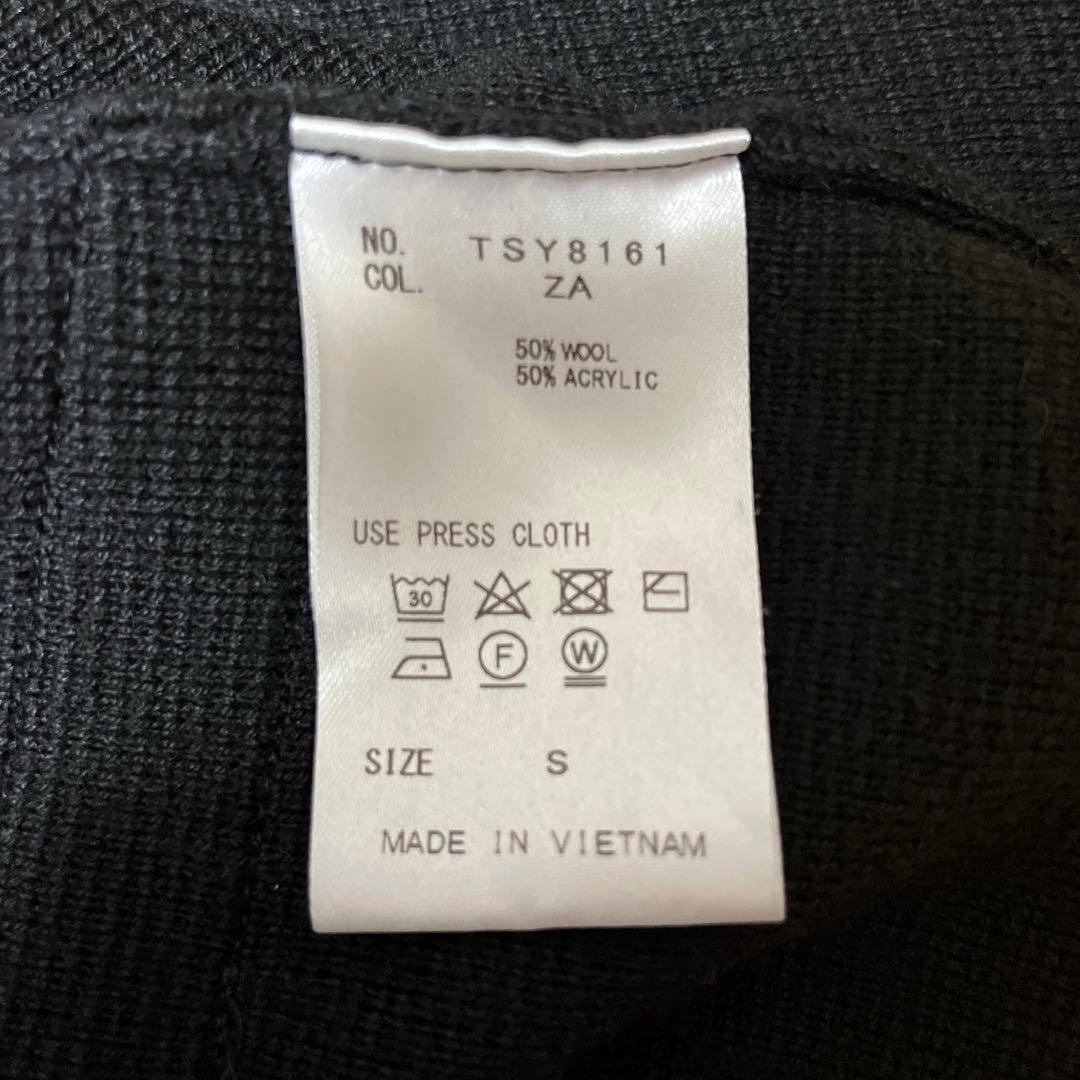 NO. TSY8161
COL. ZA
50% WOOL
50% ACRYLIC
USE PRESS CLOTH
30
F W
SIZE S
MADE IN VIETNAM